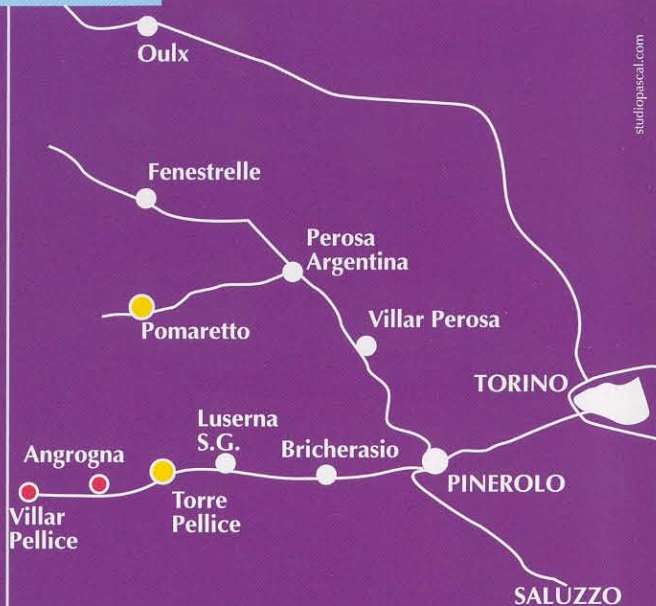 studiopascal.com
Oulx
Fenestrelle
Perosa
Argentina
Pomaretto
Villar Perosa
TORINO
Luserna
S.G.
Bricherasio
Angrogna
PINEROLO
Torre
Pellice
Villar
Pellice
SALUZZO